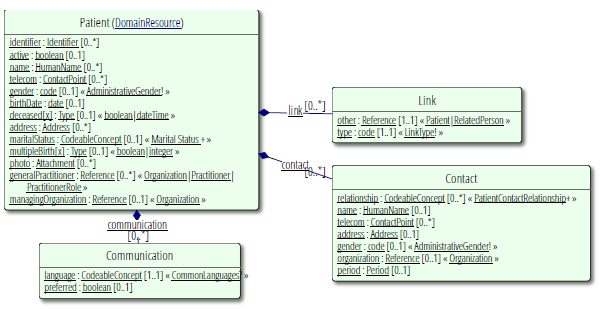 Patient (DomainResource)
identifier : Identifier [0..*]
active : boolean [0..1]
name : HumanName [0..*]
telecom : ContactPoint [0..*]
gender : code [0..1] « AdministrativeGender! »
birthDate : date [0..1]
deceased[x] : Type [0..1] « boolean|dateTime »
address : Address [0..*]
maritalStatus : CodeableConcept [0..1] « Marital Status + »
multipleBirth[x] : Type [0..1] « boolean|integer »
photo : Attachment [0..*]
generalPractitioner : Reference [0..*] « Organization|Practitioner|
PractitionerRole »
managingOrganization : Reference [0..1] « Organization »
link [0..*]
Link
other : Reference [1..1] « Patient|RelatedPerson »
type : code [1..1] « LinkType! »
contact [0..*]
Contact
relationship : CodeableConcept [0..*] « PatientContactRelationship+ »
name : HumanName [0..1]
telecom : ContactPoint [0..*]
address : Address [0..1]
gender : code [0..1] « AdministrativeGender! »
organization : Reference [0..1] « Organization »
period : Period [0..1]
communication
[0..*]
Communication
language : CodeableConcept [1..1] « CommonLanguages? »
preferred : boolean [0..1]